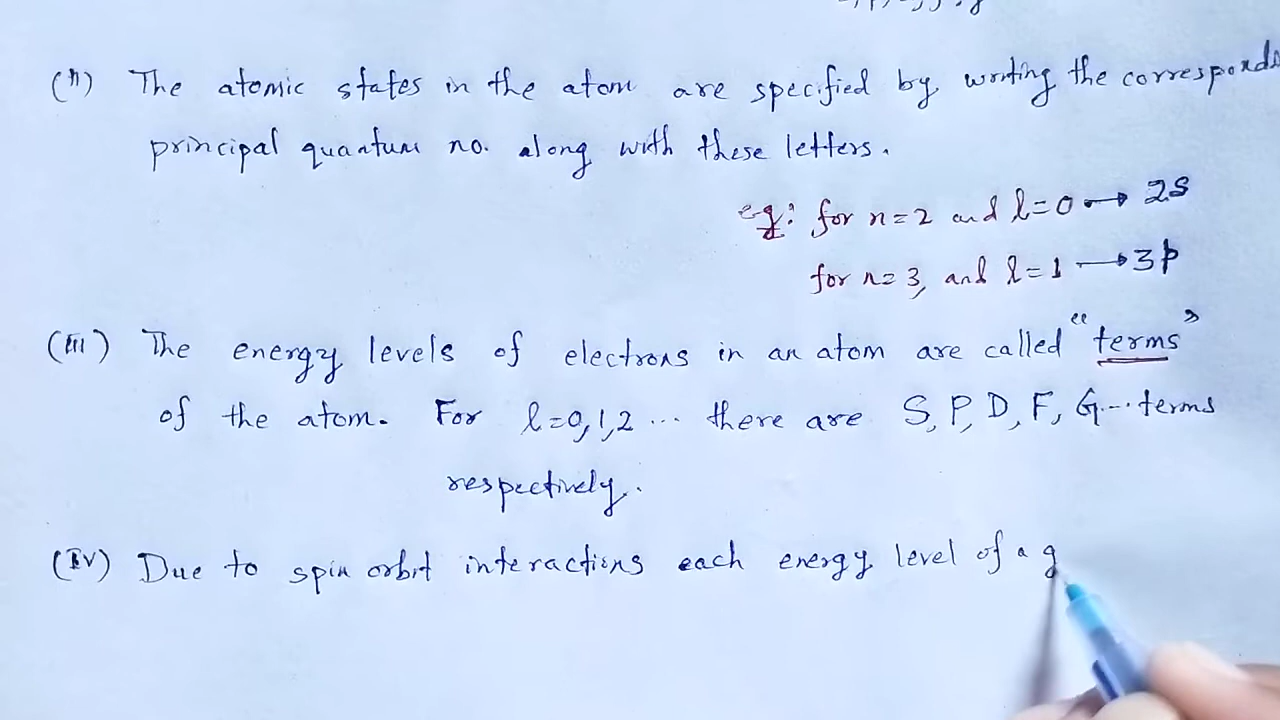 (II) The atomic states in the atom are specified by writing the correspondi
principal quantum no. along with these letters.
eg: for n=2 and l=0 → 2S
for n=3, and l=1 → 3p
(III) The energy levels of electrons in an atom are called "terms"
of the atom. For l=0,1,2 ... there are S, P, D, F, G... terms
respectively.
(IV) Due to spin orbit interactions each energy level of a g